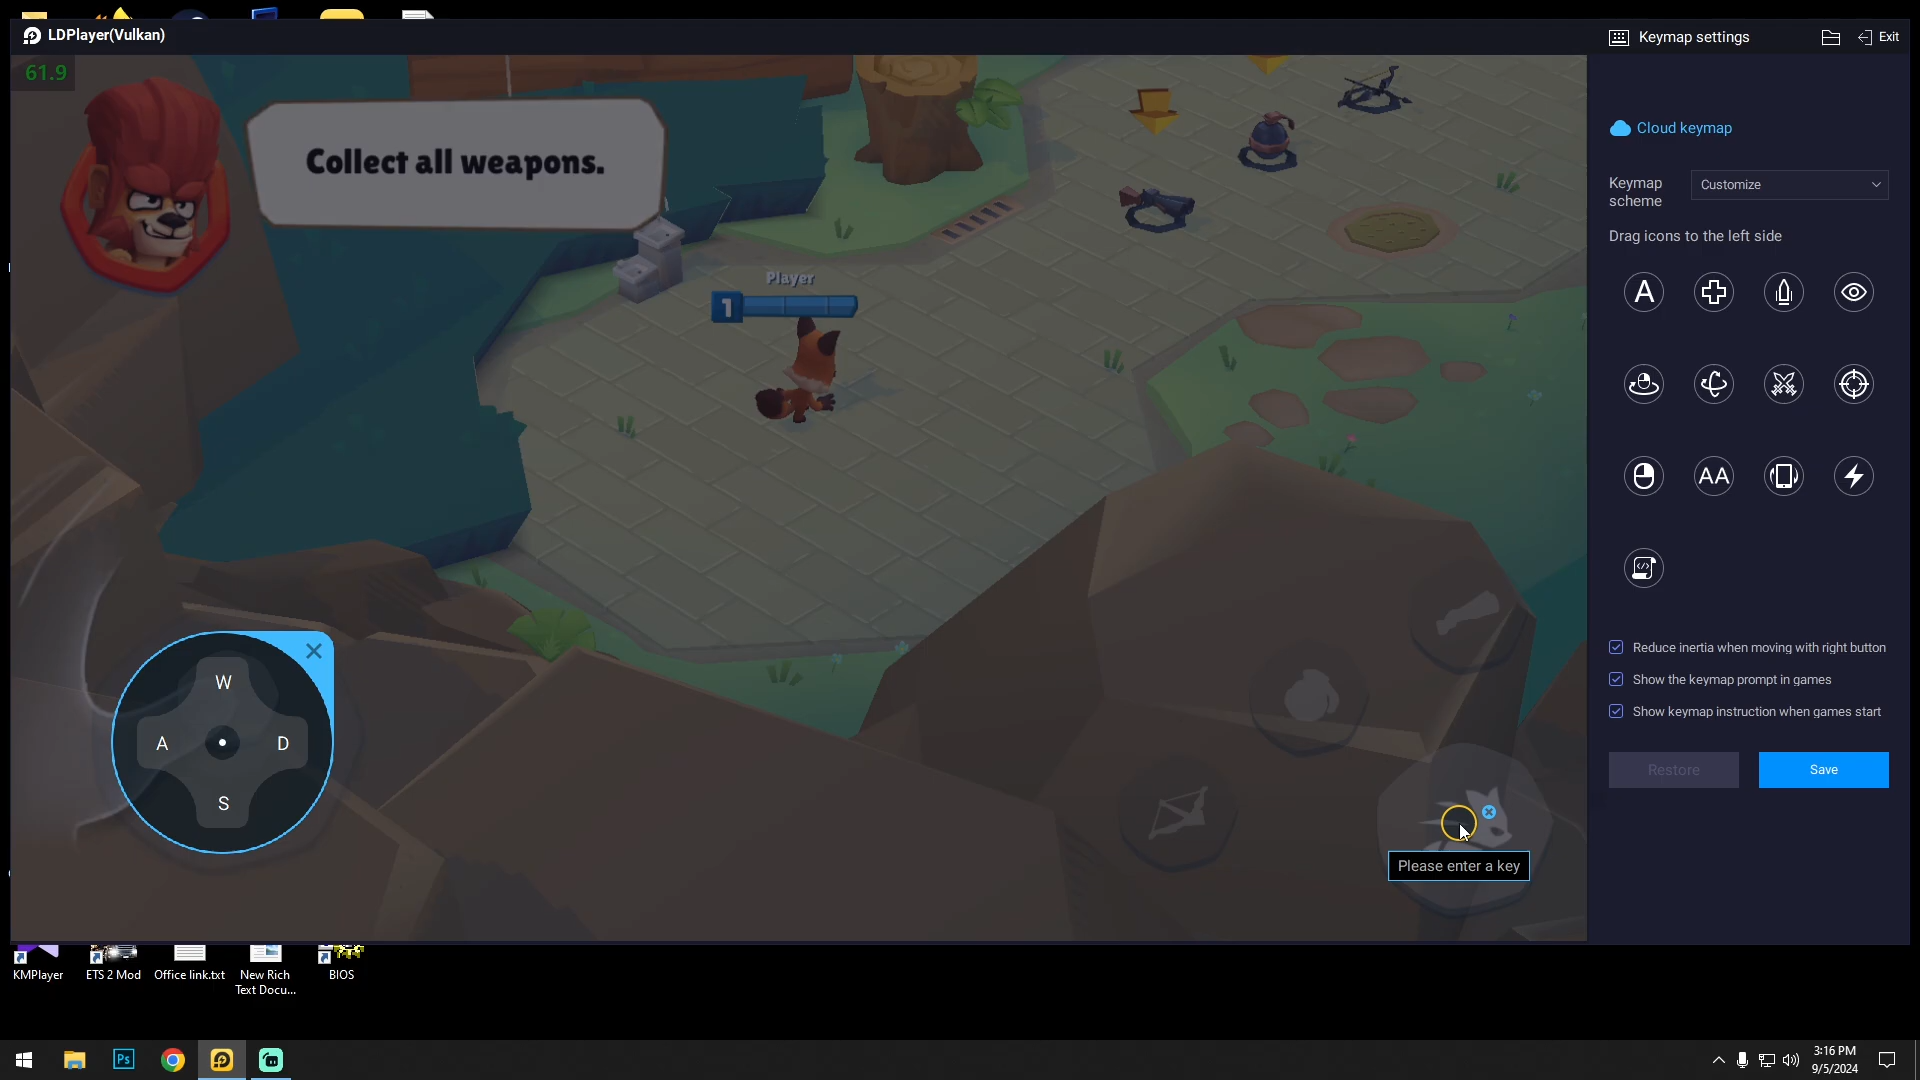 LDPlayer(Vulkan)
Keymap settings
Exit
61.9
Collect all weapons.
Cloud keymap
Keymap
scheme
Customize
Drag icons to the left side
A
AA
Player
1
W
A
D
S
Please enter a key
Reduce inertia when moving with right button
Show the keymap prompt in games
Show keymap instruction when games start
Restore
Save
KMPlayer
ETS 2 Mod
Office link.txt
New Rich
Text Docu...
BIOS
Ps
3:16 PM
9/5/2024